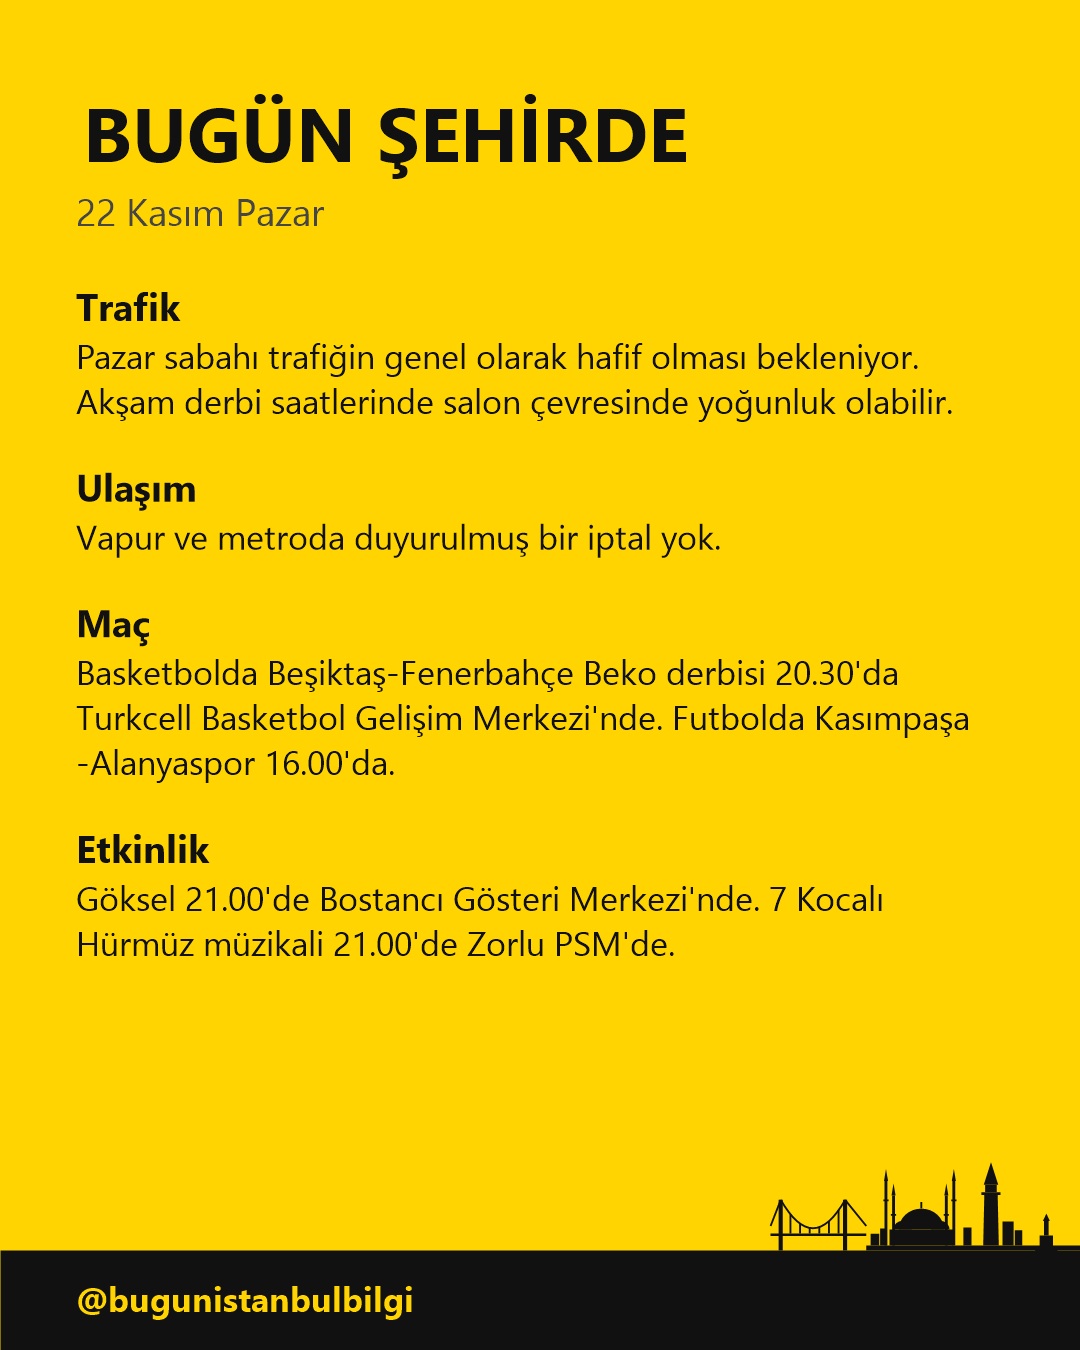 BUGÜN ŞEHİRDE
22 Kasım Pazar
Trafik
Pazar sabahı trafiğin genel olarak hafif olması bekleniyor.
Akşam derbi saatlerinde salon çevresinde yoğunluk olabilir.
Ulaşım
Vapur ve metroda duyurulmuş bir iptal yok.
Maç
Basketbolda Beşiktaş-Fenerbahçe Beko derbisi 20.30'da
Turkcell Basketbol Gelişim Merkezi'nde. Futbolda Kasımpaşa
-Alanyaspor 16.00'da.
Etkinlik
Göksel 21.00'de Bostancı Gösteri Merkezi'nde. 7 Kocalı
Hürmüz müzikali 21.00'de Zorlu PSM'de.
@bugunistanbulbilgi